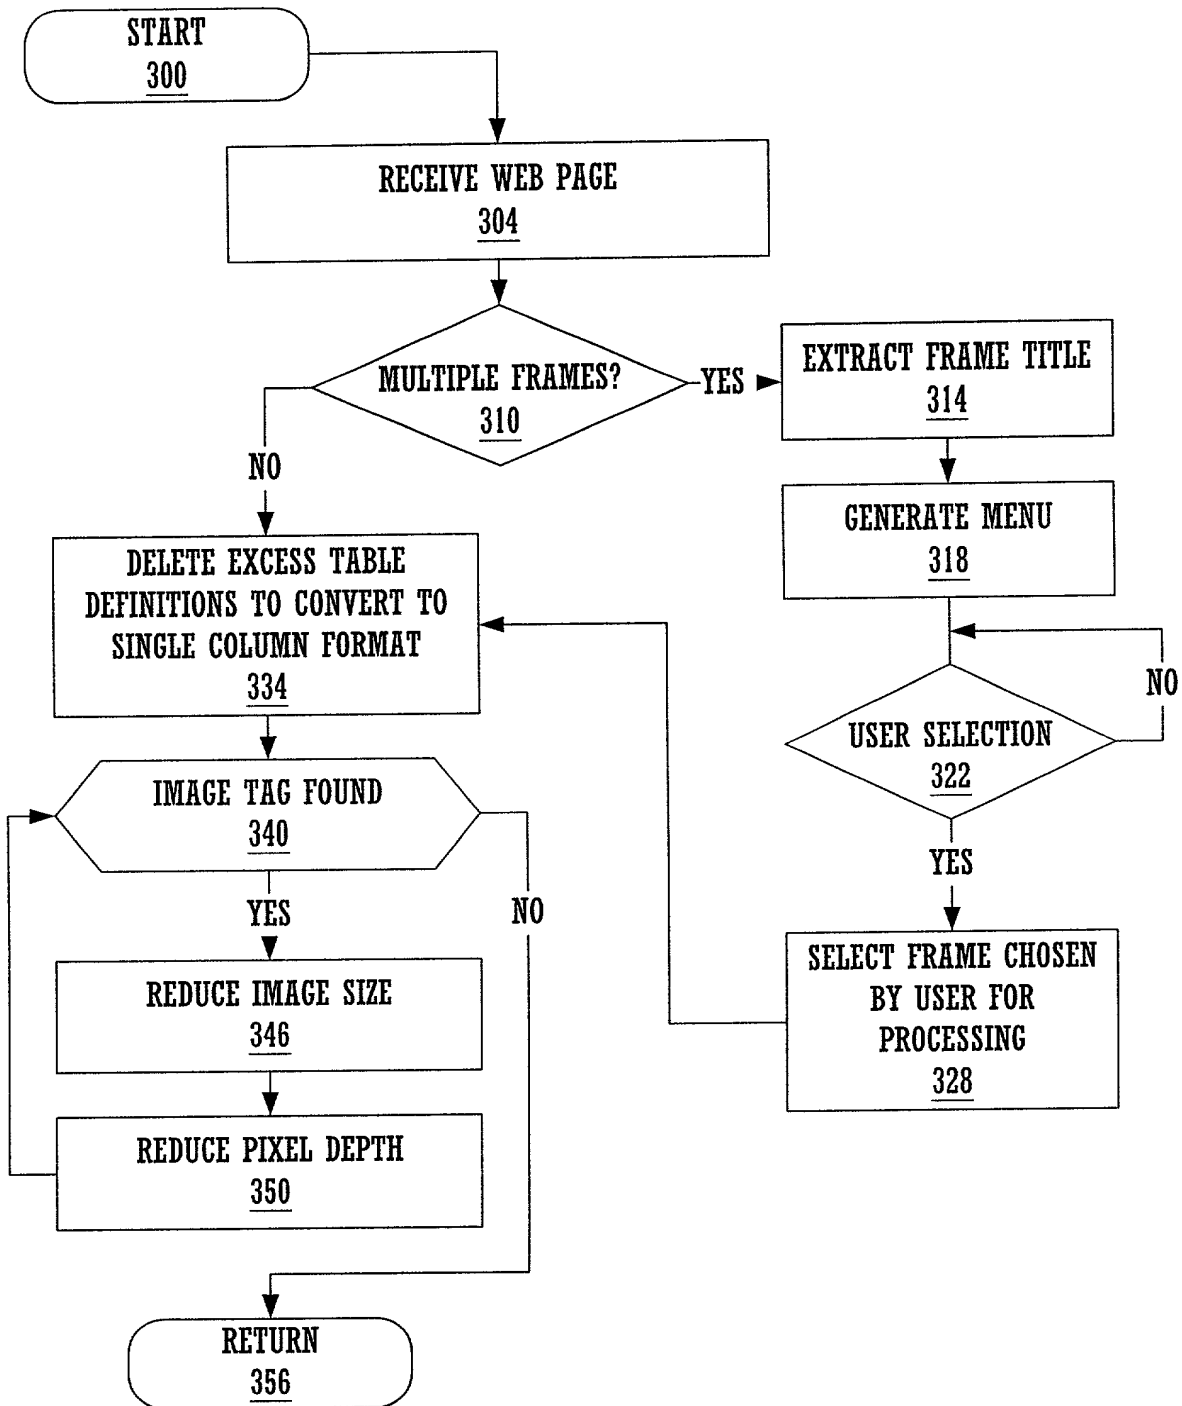 START
300
RECEIVE WEB PAGE
304
MULTIPLE FRAMES?
310
YES
EXTRACT FRAME TITLE
314
GENERATE MENU
318
NO
USER SELECTION
322
YES
SELECT FRAME CHOSEN
BY USER FOR
PROCESSING
328
NO
DELETE EXCESS TABLE
DEFINITIONS TO CONVERT TO
SINGLE COLUMN FORMAT
334
IMAGE TAG FOUND
340
YES
NO
REDUCE IMAGE SIZE
346
REDUCE PIXEL DEPTH
350
RETURN
356